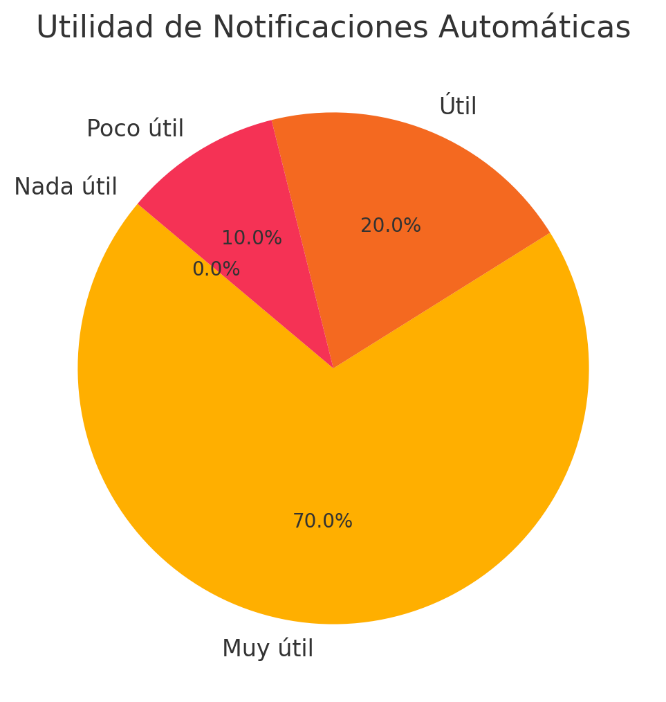 Utilidad de Notificaciones Automáticas
Útil
Poco útil
Nada útil
20.0%
10.0%
0.0%
70.0%
Muy útil